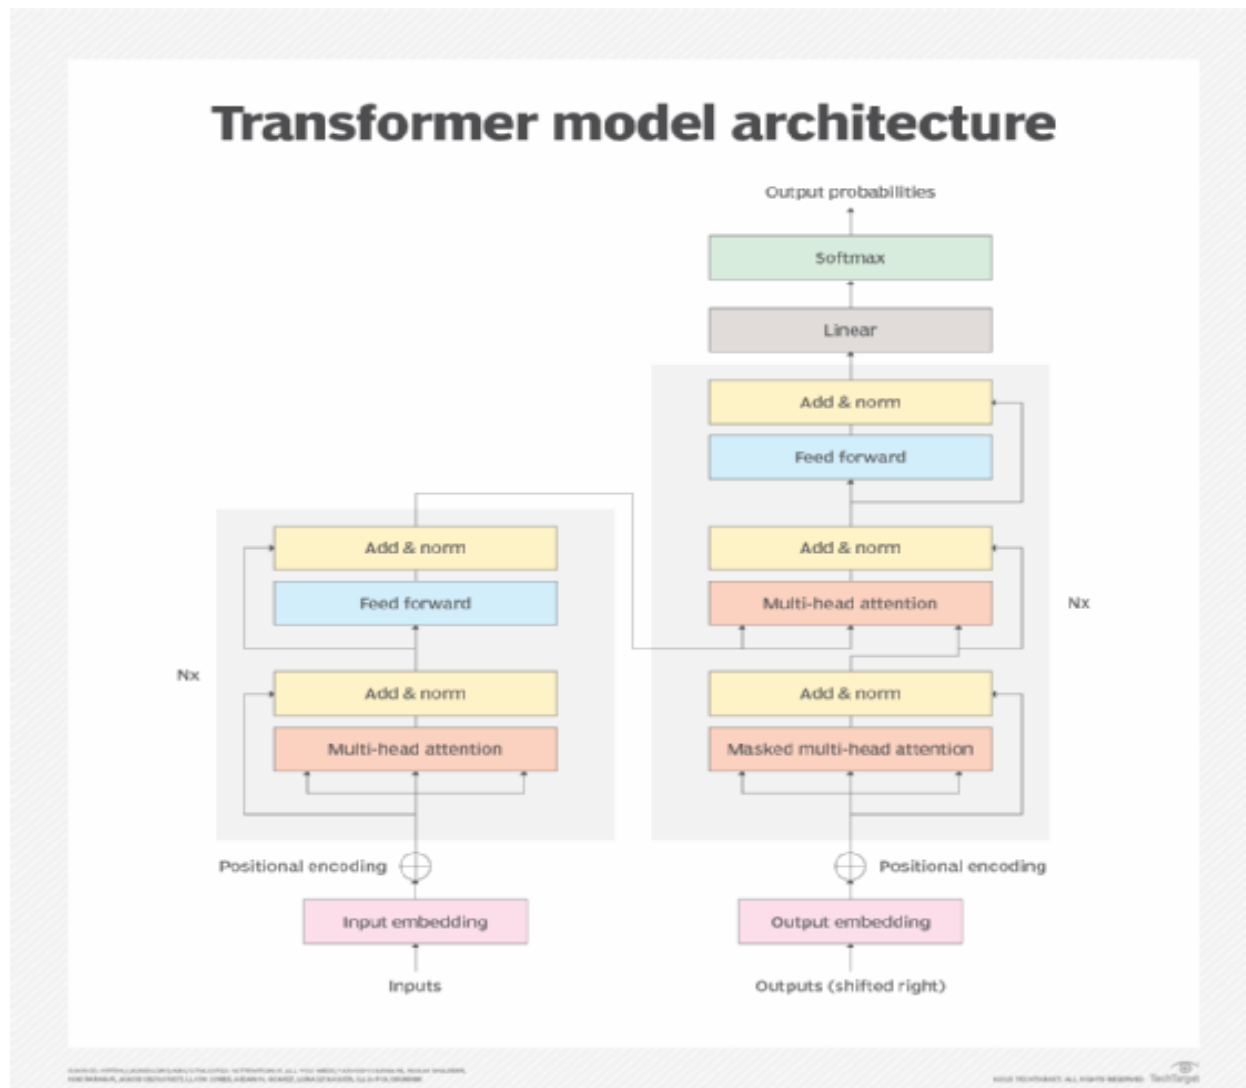 Transformer model architecture
Output probabilities
Softmax
Linear
Add & norm
Feed forward
Add & norm
Multi-head attention
Nx
Add & norm
Masked multi-head attention
Positional encoding
Output embedding
Outputs (shifted right)
Add & norm
Feed forward
Nx
Add & norm
Multi-head attention
Positional encoding
Input embedding
Inputs
TechTarget